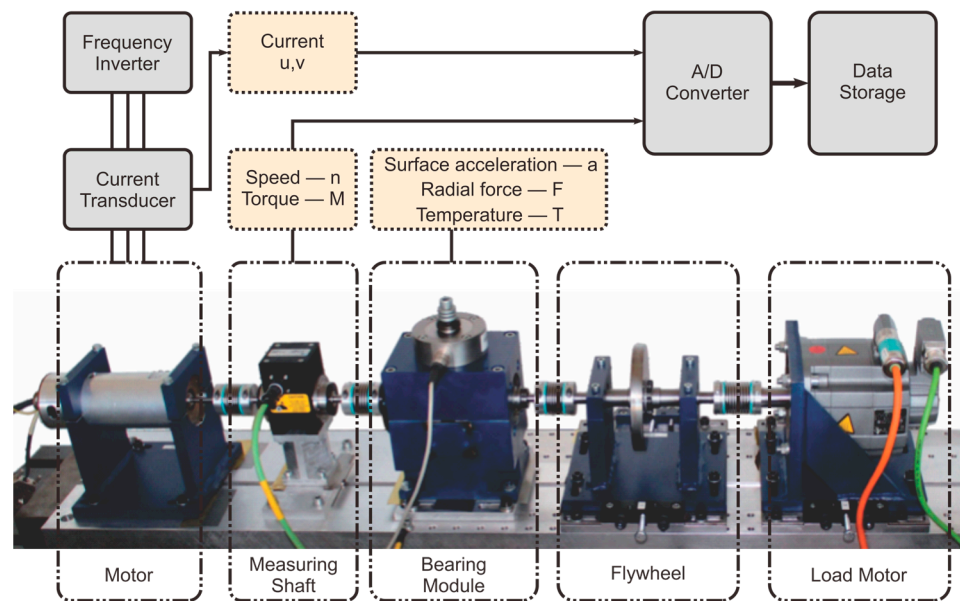 Frequency
Inverter
Current
u,v
A/D
Converter
Data
Storage
Current
Transducer
Speed — n
Torque — M
Surface acceleration — a
Radial force — F
Temperature — T
Motor
Measuring
Shaft
Bearing
Module
Flywheel
Load Motor